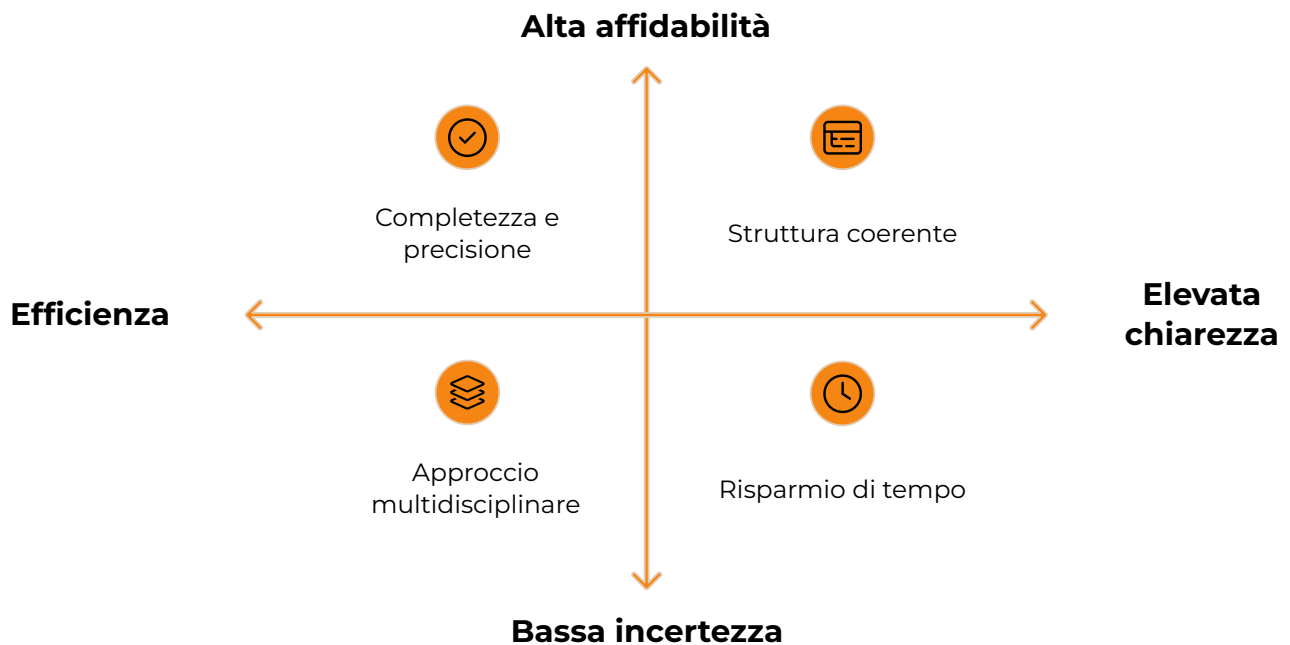 Alta affidabilità
Completezza e
precisione
Struttura coerente
Efficienza
Elevata
chiarezza
Approccio
multidisciplinare
Risparmio di tempo
Bassa incertezza